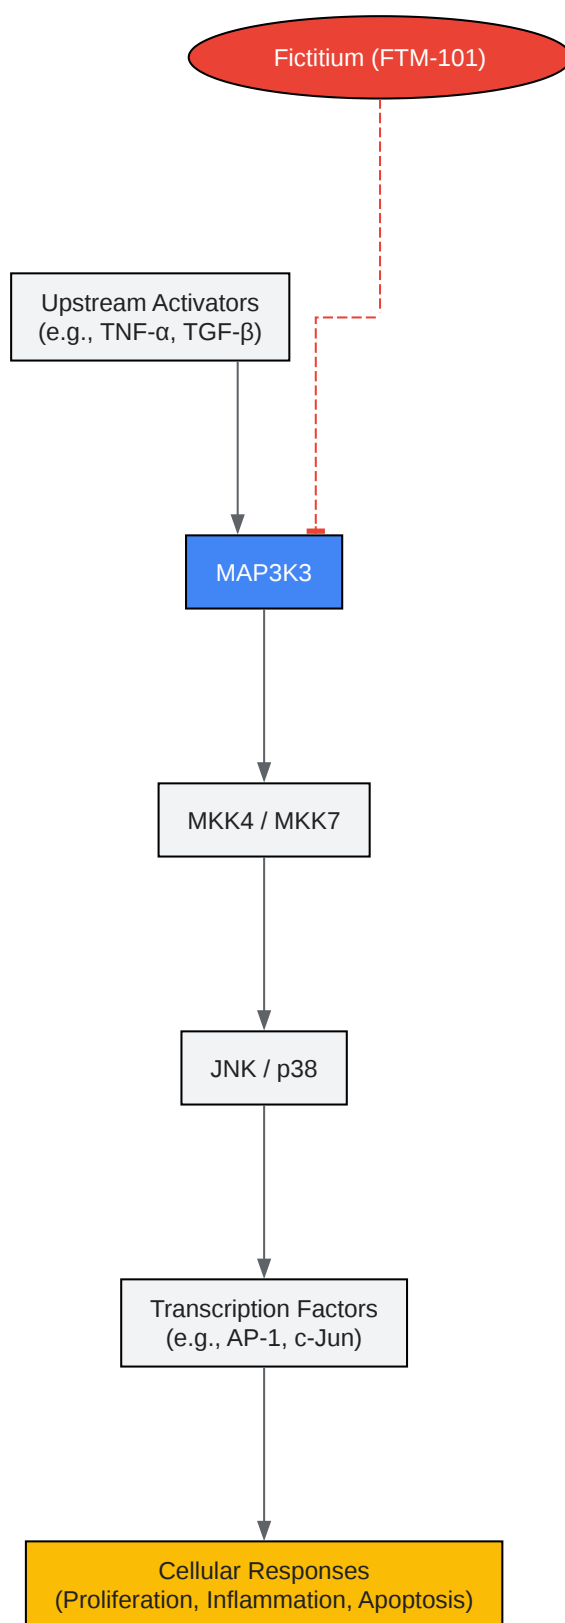 Fictitium (FTM-101)
Upstream Activators
(e.g., TNF-α, TGF-β)
MAP3K3
MKK4 / MKK7
JNK / p38
Transcription Factors
(e.g., AP-1, c-Jun)
Cellular Responses
(Proliferation, Inflammation, Apoptosis)